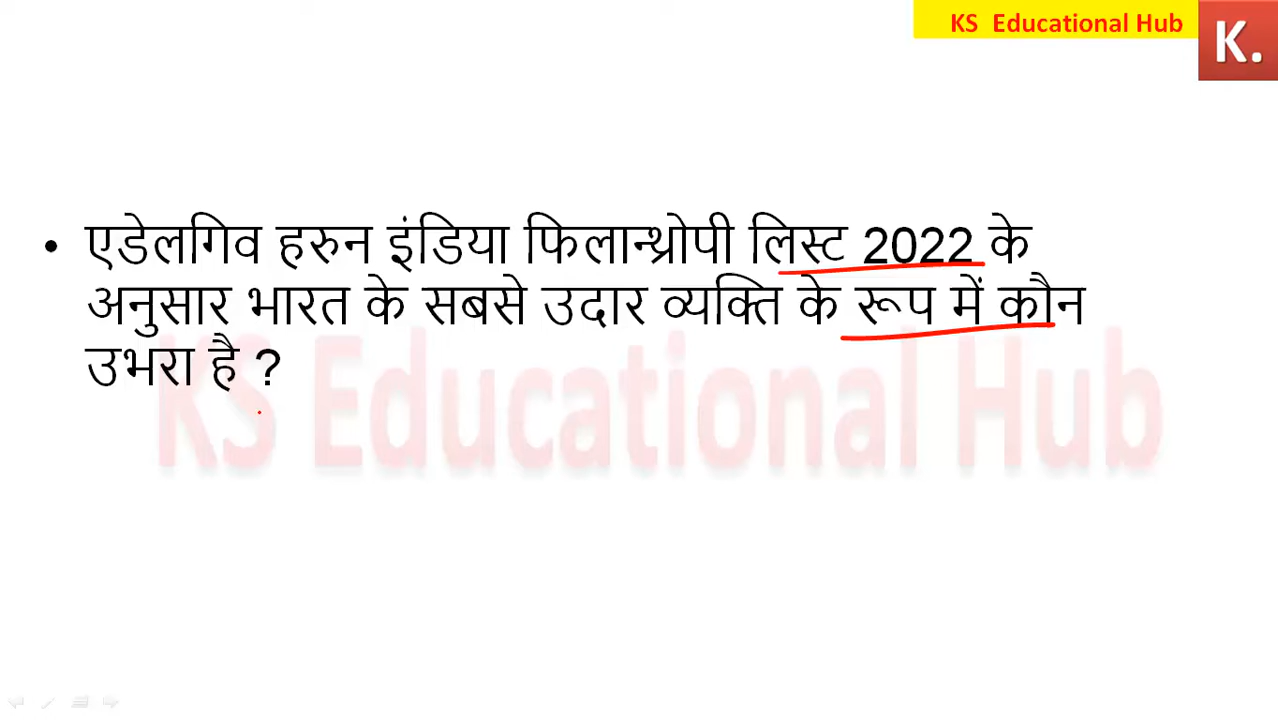 KS Educational Hub
K.
• एडेलगिव हरुन इंडिया फिलान्थ्रोपी लिस्ट 2022 के
अनुसार भारत के सबसे उदार व्यक्ति के रूप में कौन
उभरा है ?
KS Educational Hub